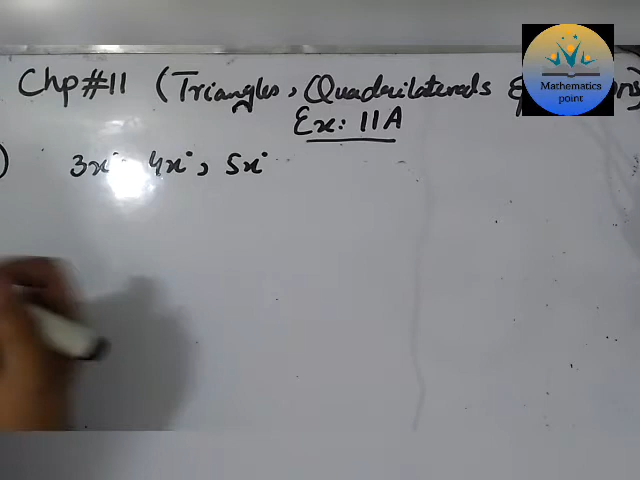 Chp #11 (Triangles, Quadrilaterals
Mathematics
point
Ex: 11A
) 3x° 4x°, 5x°